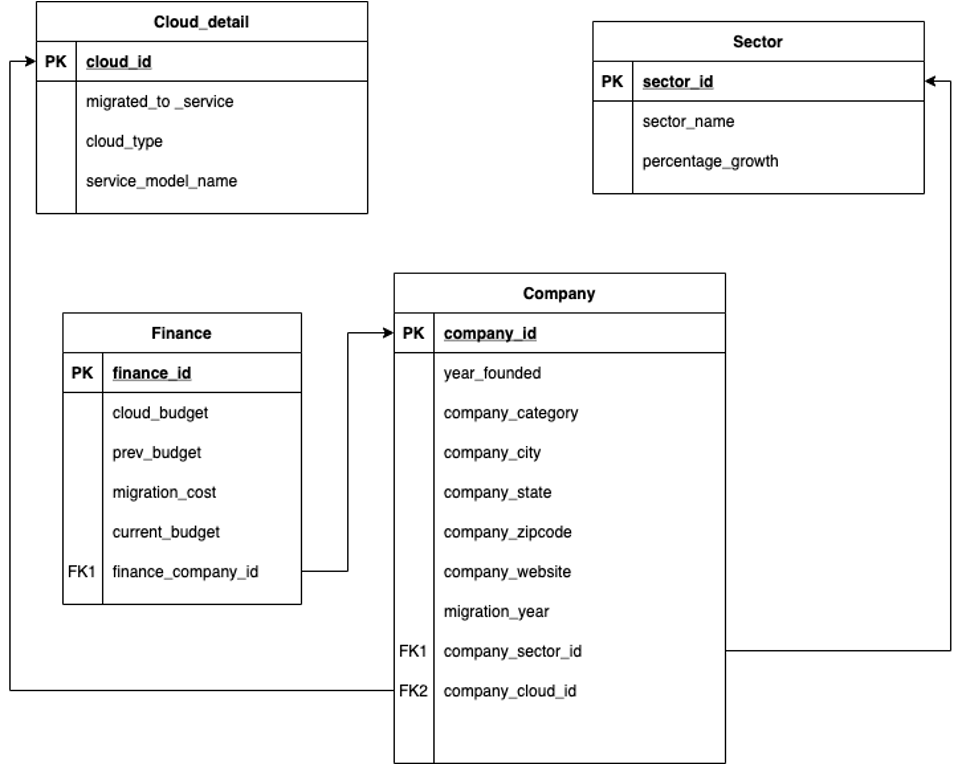 Cloud_detail
PK cloud_id
migrated_to _service
cloud_type
service_model_name
Sector
PK sector_id
sector_name
percentage_growth
Finance
PK finance_id
cloud_budget
prev_budget
migration_cost
current_budget
FK1 finance_company_id
Company
PK company_id
year_founded
company_category
company_city
company_state
company_zipcode
company_website
migration_year
FK1 company_sector_id
FK2 company_cloud_id